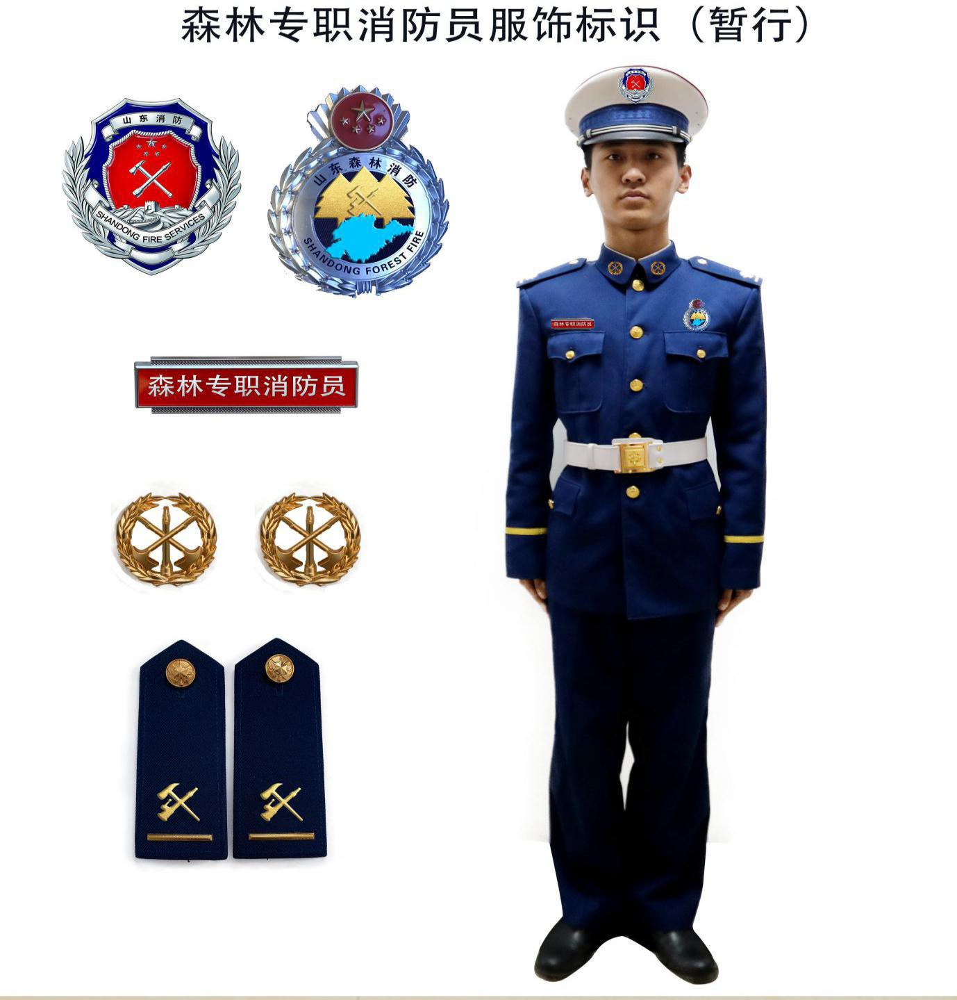 森林专职消防员服饰标识（暂行）
山东消防
SHANDONG FIRE SERVICES
山东森林消防
SHANDONG FOREST FIRE
森林专职消防员
森林专职消防员